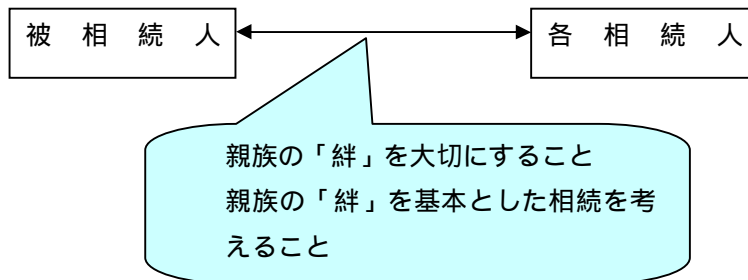 被相続人
各相続人
親族の「絆」を大切にすること
親族の「絆」を基本とした相続を考
えること